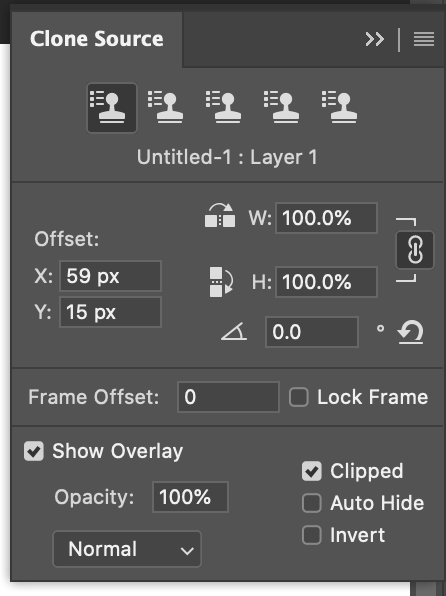 Clone Source
Untitled-1 : Layer 1
W: 100.0%
Offset:
X: 59 px
H: 100.0%
Y: 15 px
0.0 °
Frame Offset: 0 Lock Frame
Show Overlay
Clipped
Opacity: 100%
Auto Hide
Invert
Normal